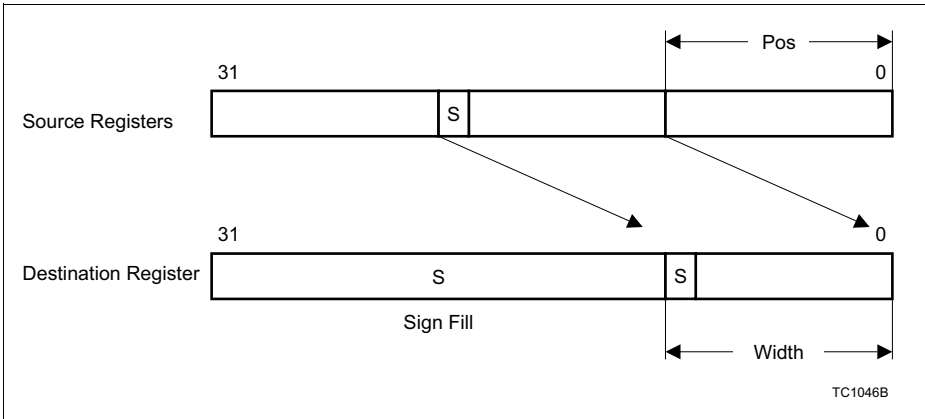 Pos
31 0
Source Registers
S
31 0
Destination Register
S S
Sign Fill
Width
TC1046B